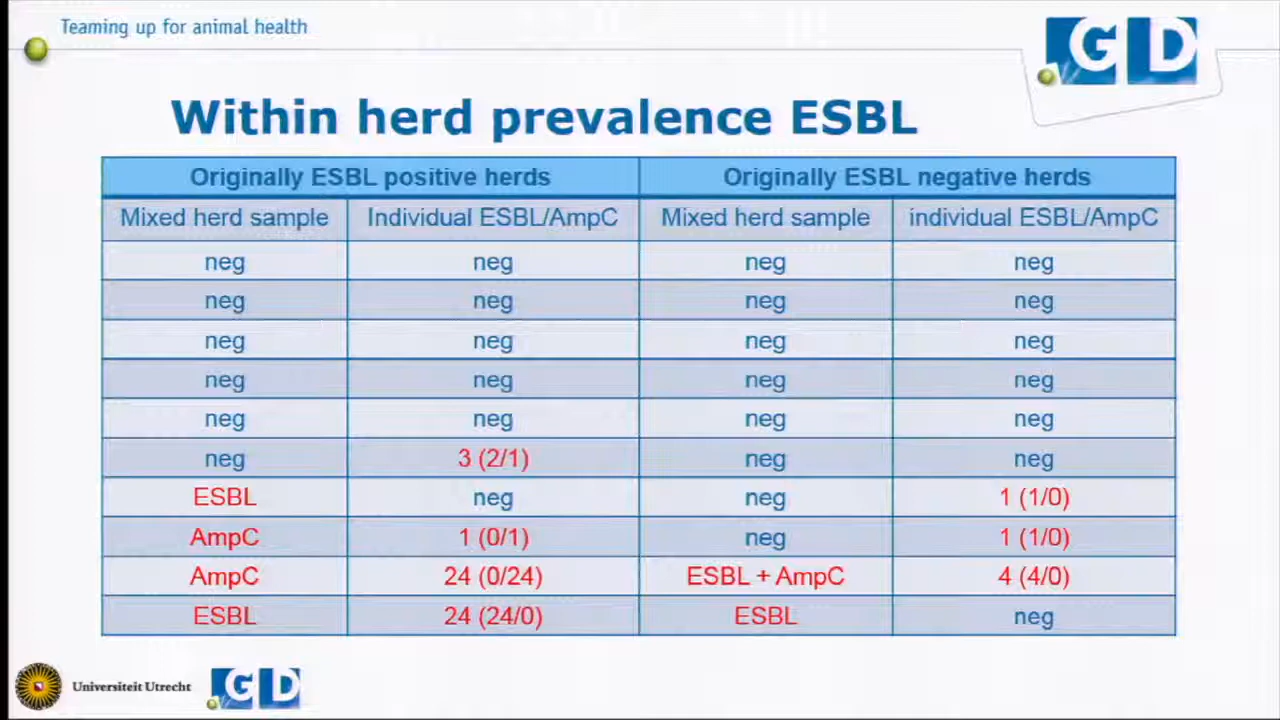 Teaming up for animal health
GD
Within herd prevalence ESBL
Originally ESBL positive herds Originally ESBL negative herds
Mixed herd sample Individual ESBL/AmpC Mixed herd sample individual ESBL/AmpC
neg neg neg neg
neg neg neg neg
neg neg neg neg
neg neg neg neg
neg neg neg neg
neg 3 (2/1) neg neg
ESBL neg neg 1 (1/0)
AmpC 1 (0/1) neg 1 (1/0)
AmpC 24 (0/24) ESBL + AmpC 4 (4/0)
ESBL 24 (24/0) ESBL neg
Universiteit Utrecht GD